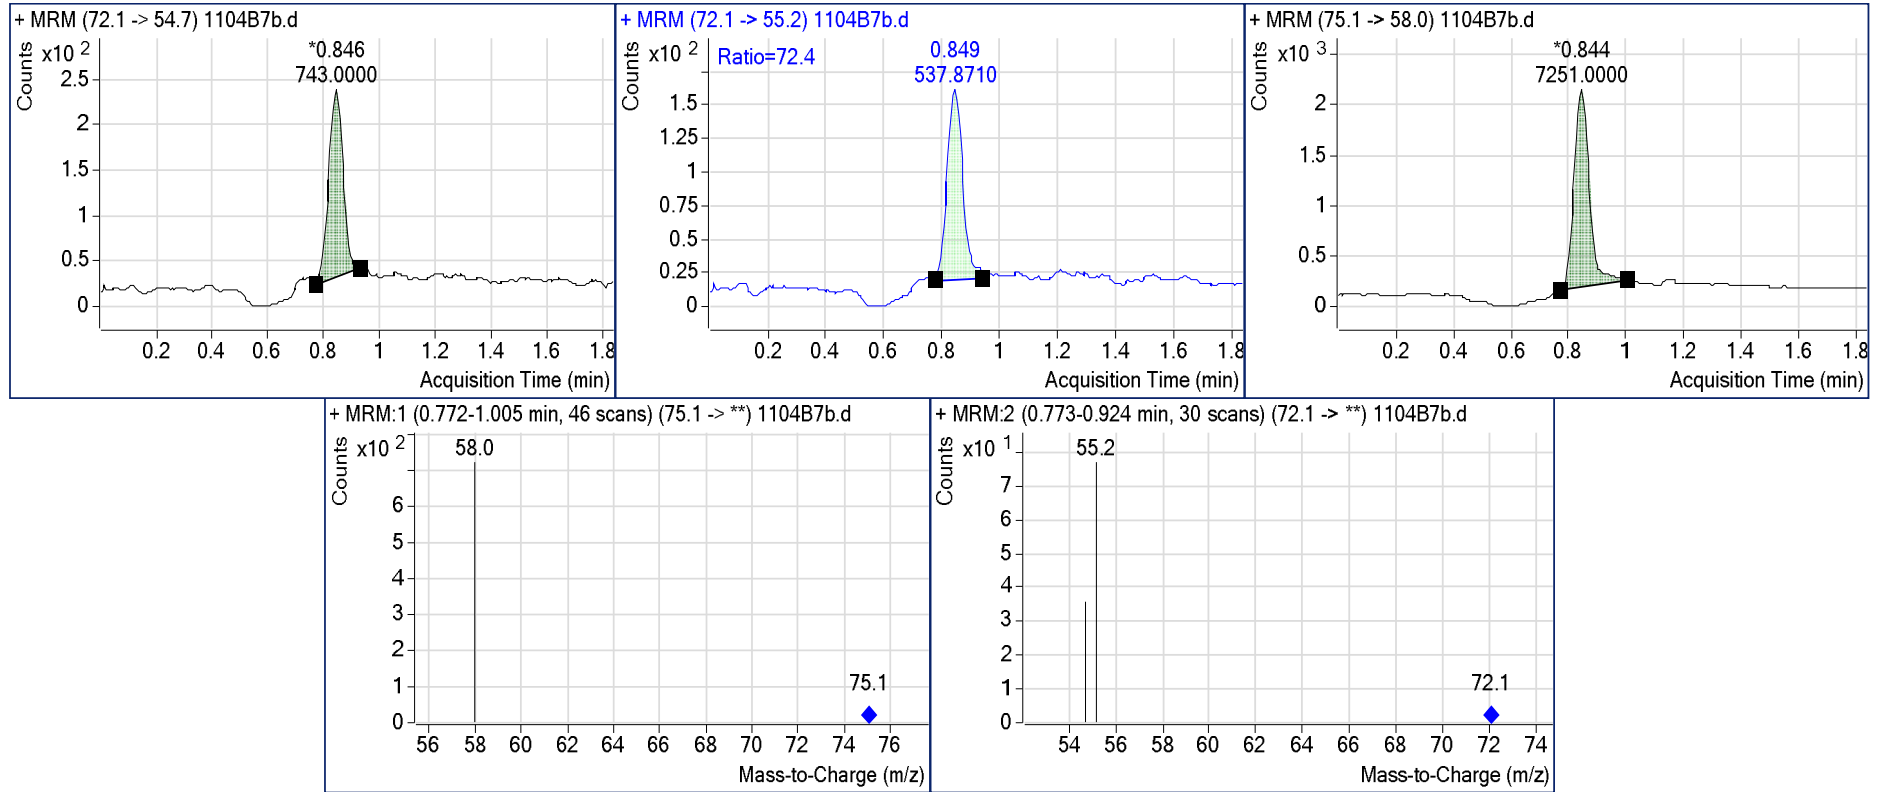 + MRM (72.1 -> 54.7) 1104B7b.d
Counts
x10 2
*0.846
743.0000
2.5
2
1.5
1
0.5
0
0.2 0.4 0.6 0.8 1 1.2 1.4 1.6 1.8
Acquisition Time (min)
+ MRM (72.1 -> 55.2) 1104B7b.d
Counts
x10 2
Ratio=72.4
0.849
537.8710
1.5
1.25
1
0.75
0.5
0.25
0
0.2 0.4 0.6 0.8 1 1.2 1.4 1.6 1.8
Acquisition Time (min)
+ MRM (75.1 -> 58.0) 1104B7b.d
Counts
x10 3
*0.844
7251.0000
2
1.5
1
0.5
0
0.2 0.4 0.6 0.8 1 1.2 1.4 1.6 1.8
Acquisition Time (min)
+ MRM:1 (0.772-1.005 min, 46 scans) (75.1 -> **) 1104B7b.d
Counts
x10 2
58.0
6
5
4
3
2
1
0
75.1
56 58 60 62 64 66 68 70 72 74 76
Mass-to-Charge (m/z)
+ MRM:2 (0.773-0.924 min, 30 scans) (72.1 -> **) 1104B7b.d
Counts
x10 1
55.2
7
6
5
4
3
2
1
0
72.1
54 56 58 60 62 64 66 68 70 72 74
Mass-to-Charge (m/z)